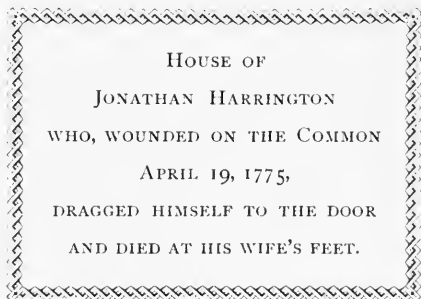 House of
Jonathan Harrington
who, wounded on the Common
April 19, 1775,
dragged himself to the door
and died at his wife's feet.